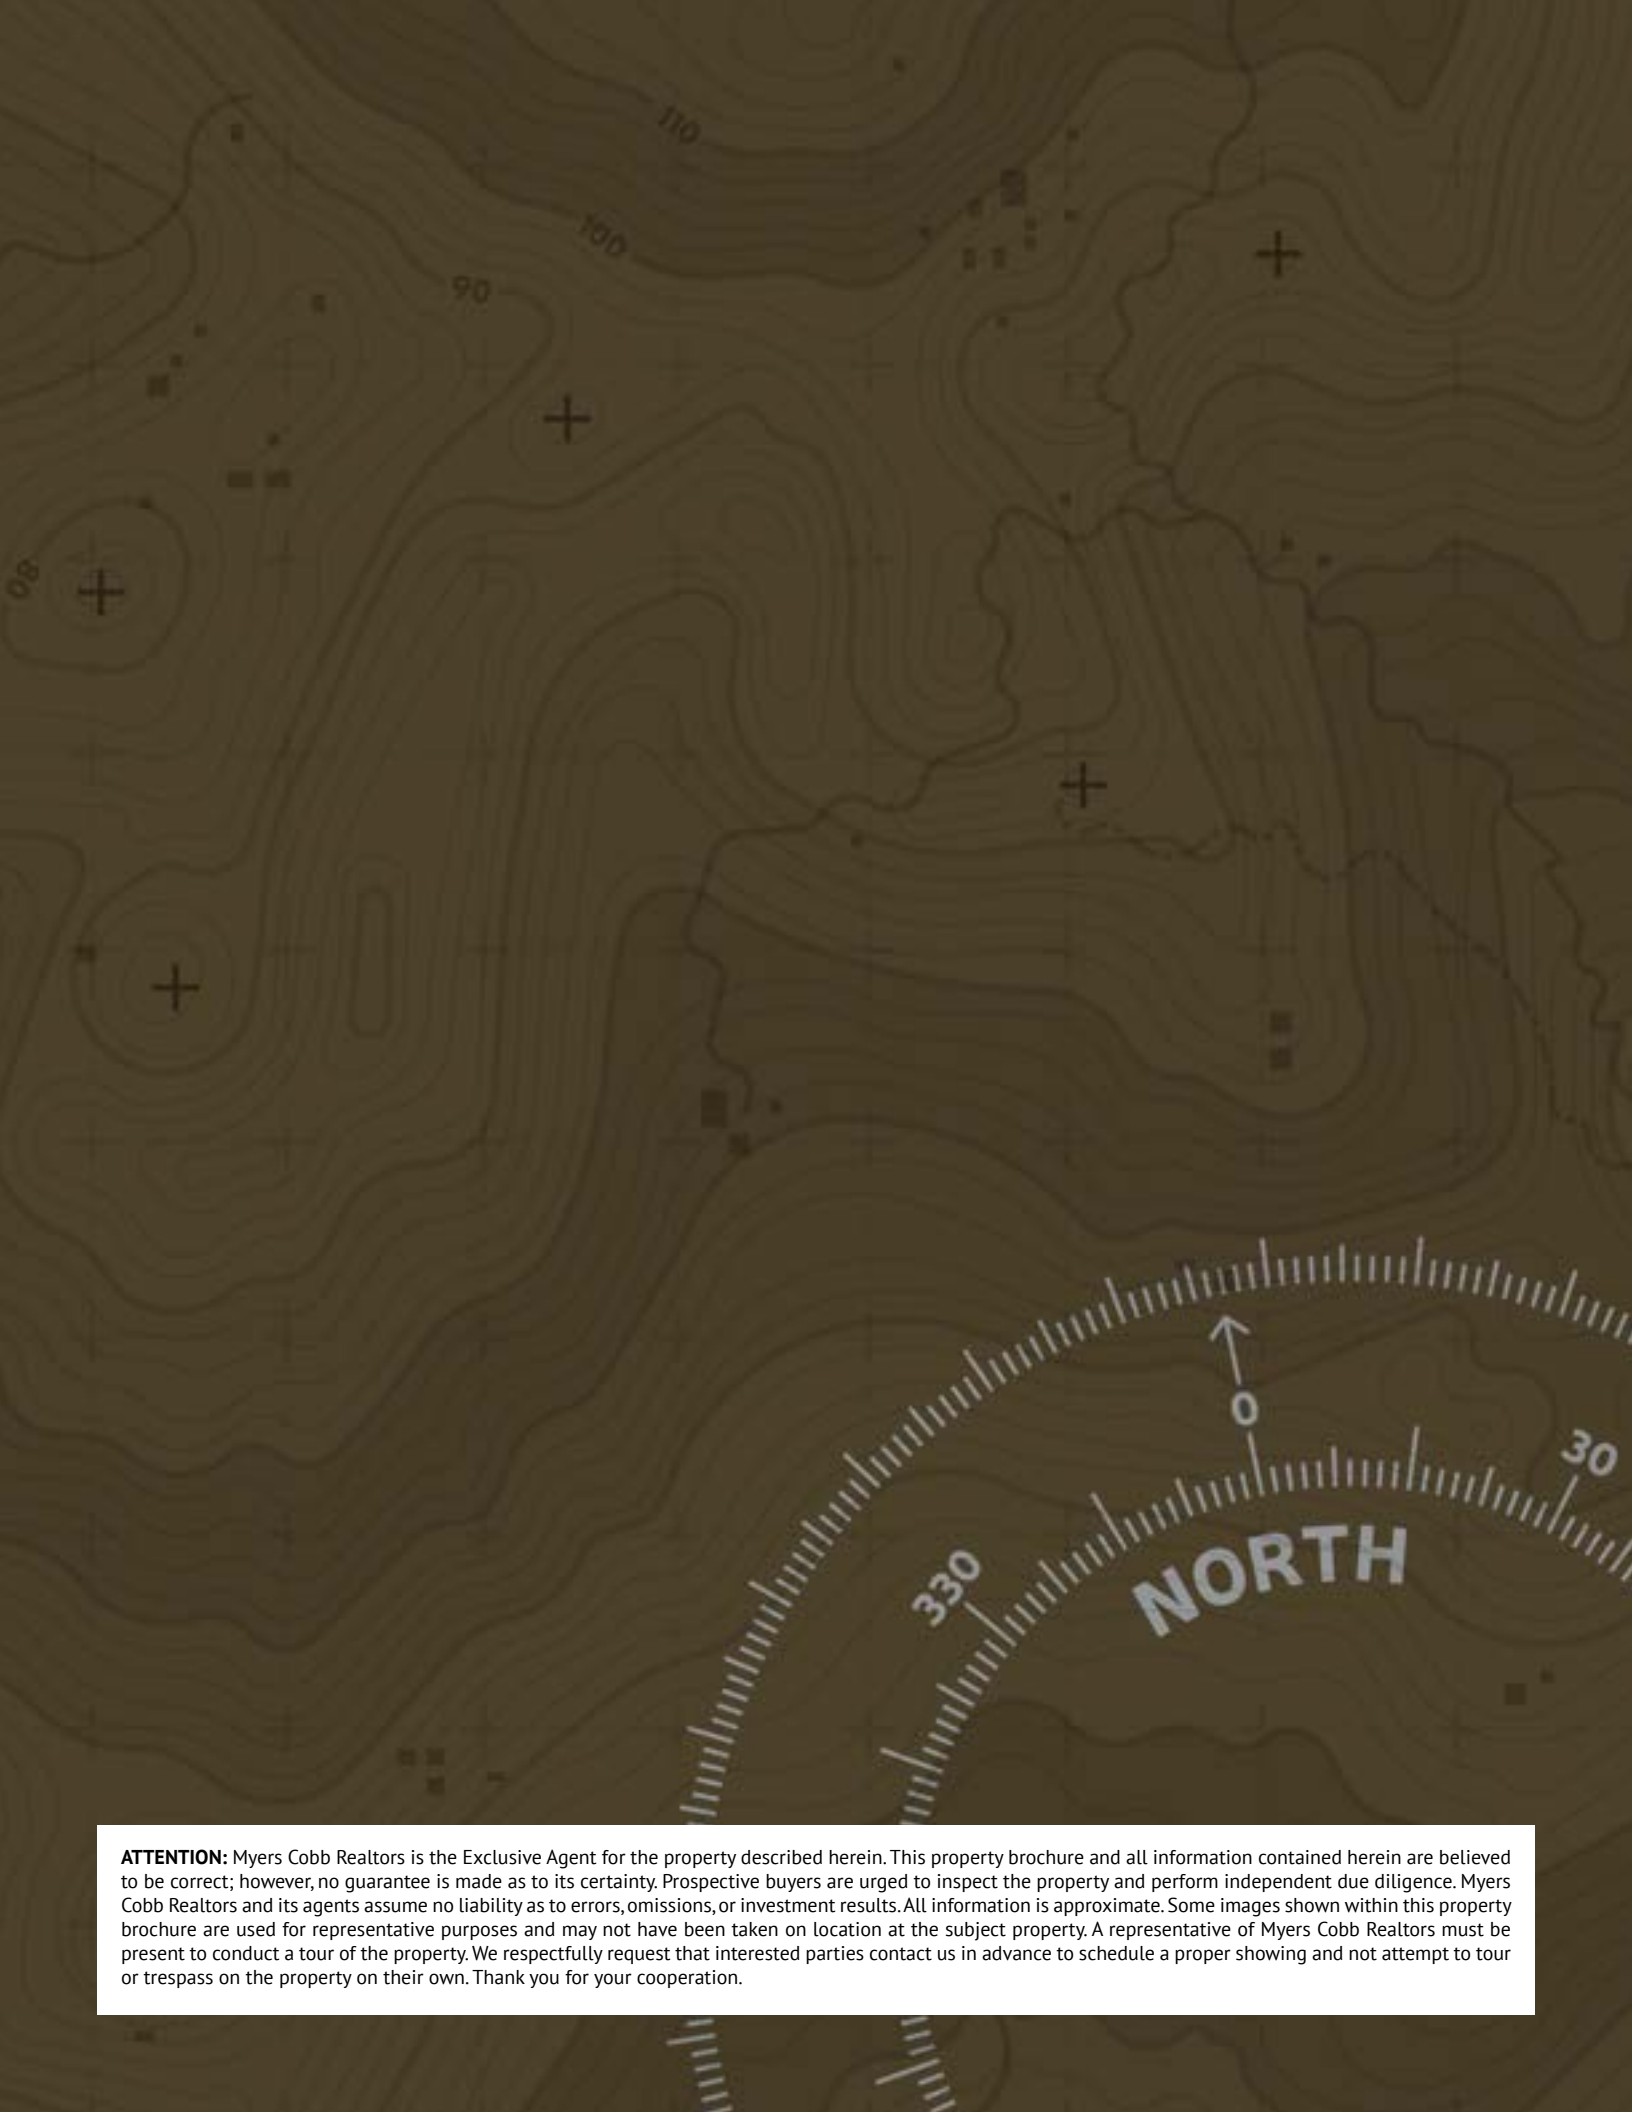 110
100
90
80
0
30
330
NORTH
ATTENTION: Myers Cobb Realtors is the Exclusive Agent for the property described herein. This property brochure and all information contained herein are believed
to be correct; however, no guarantee is made as to its certainty. Prospective buyers are urged to inspect the property and perform independent due diligence. Myers
Cobb Realtors and its agents assume no liability as to errors, omissions, or investment results. All information is approximate. Some images shown within this property
brochure are used for representative purposes and may not have been taken on location at the subject property. A representative of Myers Cobb Realtors must be
present to conduct a tour of the property. We respectfully request that interested parties contact us in advance to schedule a proper showing and not attempt to tour
or trespass on the property on their own. Thank you for your cooperation.